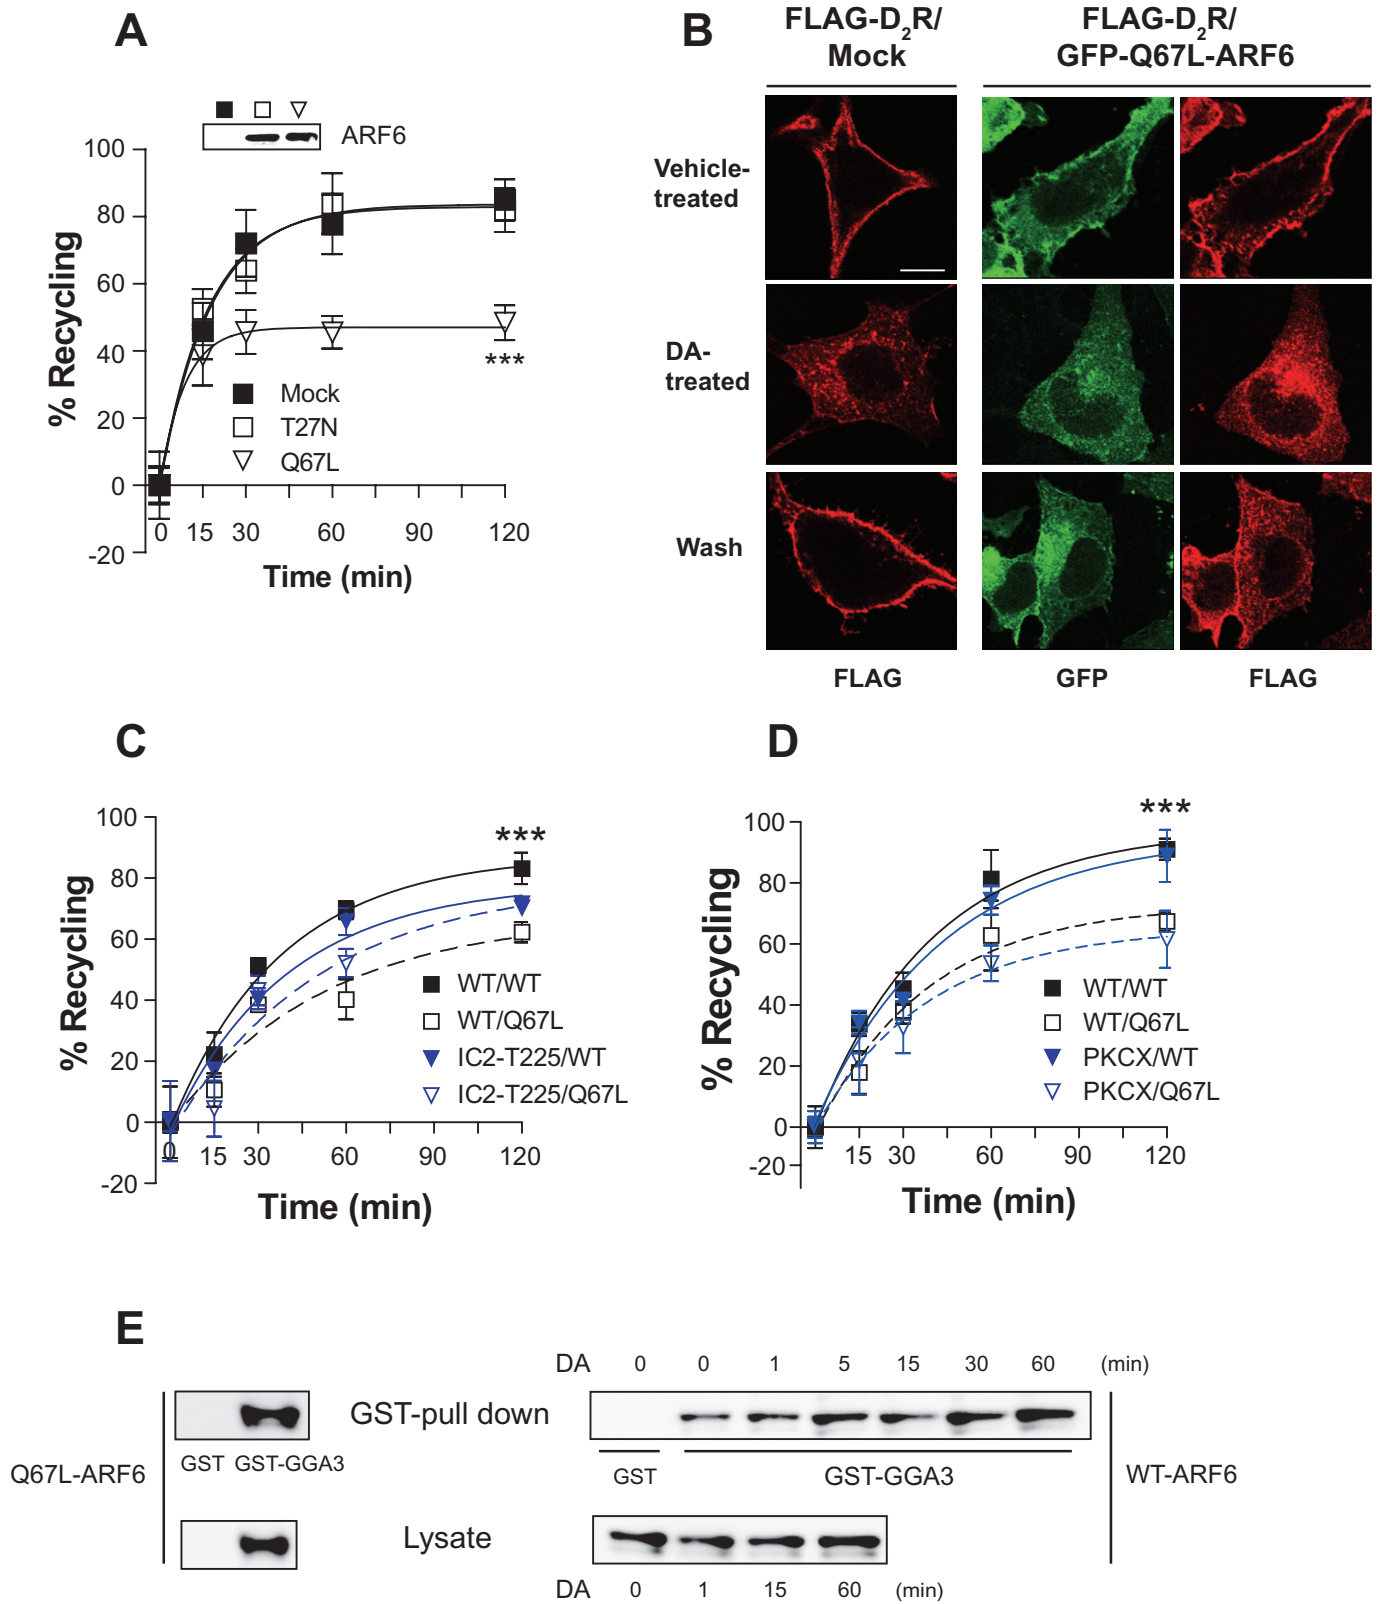 A
ARF6
100
80
60
40
20
0
-20
% Recycling
***
Mock
T27N
Q67L
0 15 30 60 90 120
Time (min)
B
FLAG-D2R/
Mock
FLAG-D2R/
GFP-Q67L-ARF6
Vehicle-
treated
DA-
treated
Wash
FLAG GFP FLAG
C
100
80
60
40
20
0
-20
% Recycling
***
WT/WT
WT/Q67L
IC2-T225/WT
IC2-T225/Q67L
0 15 30 60 90 120
Time (min)
D
100
80
60
40
20
0
-20
% Recycling
***
WT/WT
WT/Q67L
PKCX/WT
PKCX/Q67L
15 30 60 90 120
Time (min)
E
DA 0 0 1 5 15 30 60 (min)
GST-pull down
GST GST-GGA3
GST GST-GGA3
Q67L-ARF6
WT-ARF6
Lysate
DA 0 1 15 60 (min)